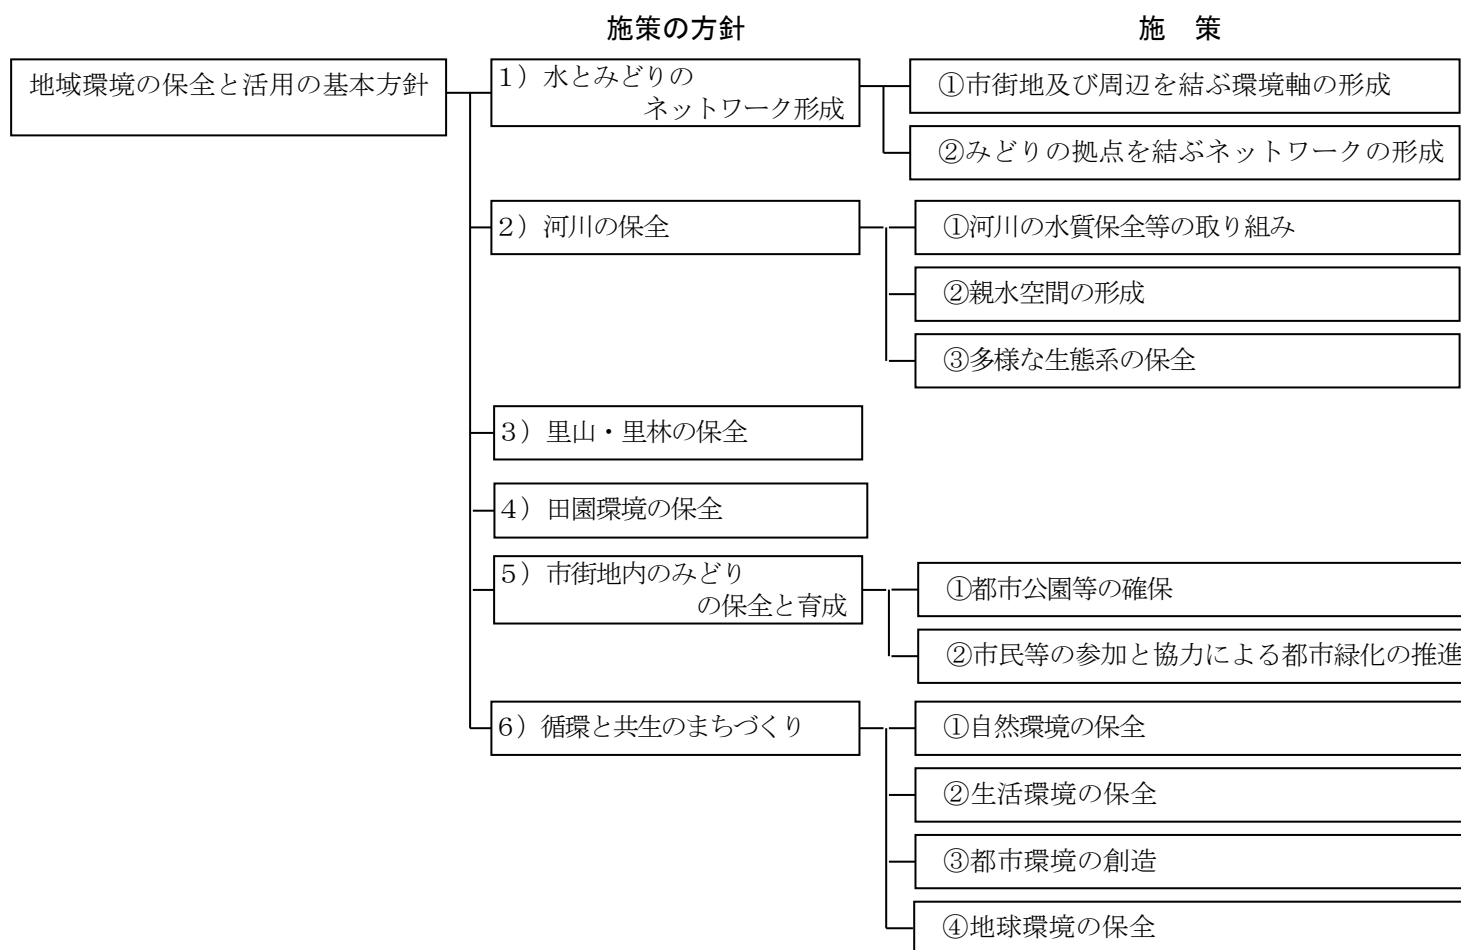 施策の方針
施　策
地域環境の保全と活用の基本方針
１）水とみどりの
ネットワーク形成
①市街地及び周辺を結ぶ環境軸の形成
②みどりの拠点を結ぶネットワークの形成
２）河川の保全
①河川の水質保全等の取り組み
②親水空間の形成
③多様な生態系の保全
３）里山・里林の保全
４）田園環境の保全
５）市街地内のみどり
の保全と育成
①都市公園等の確保
②市民等の参加と協力による都市緑化の推進
６）循環と共生のまちづくり
①自然環境の保全
②生活環境の保全
③都市環境の創造
④地球環境の保全